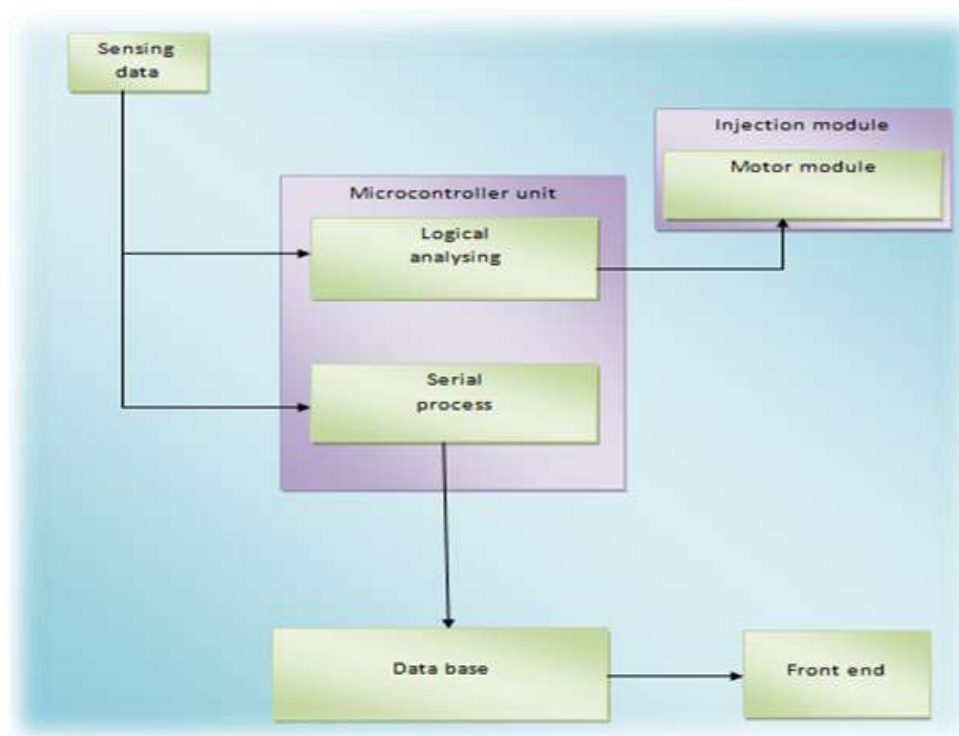 Sensing
data
Injection module
Motor module
Microcontroller unit
Logical
analysing
Serial
process
Data base
Front end